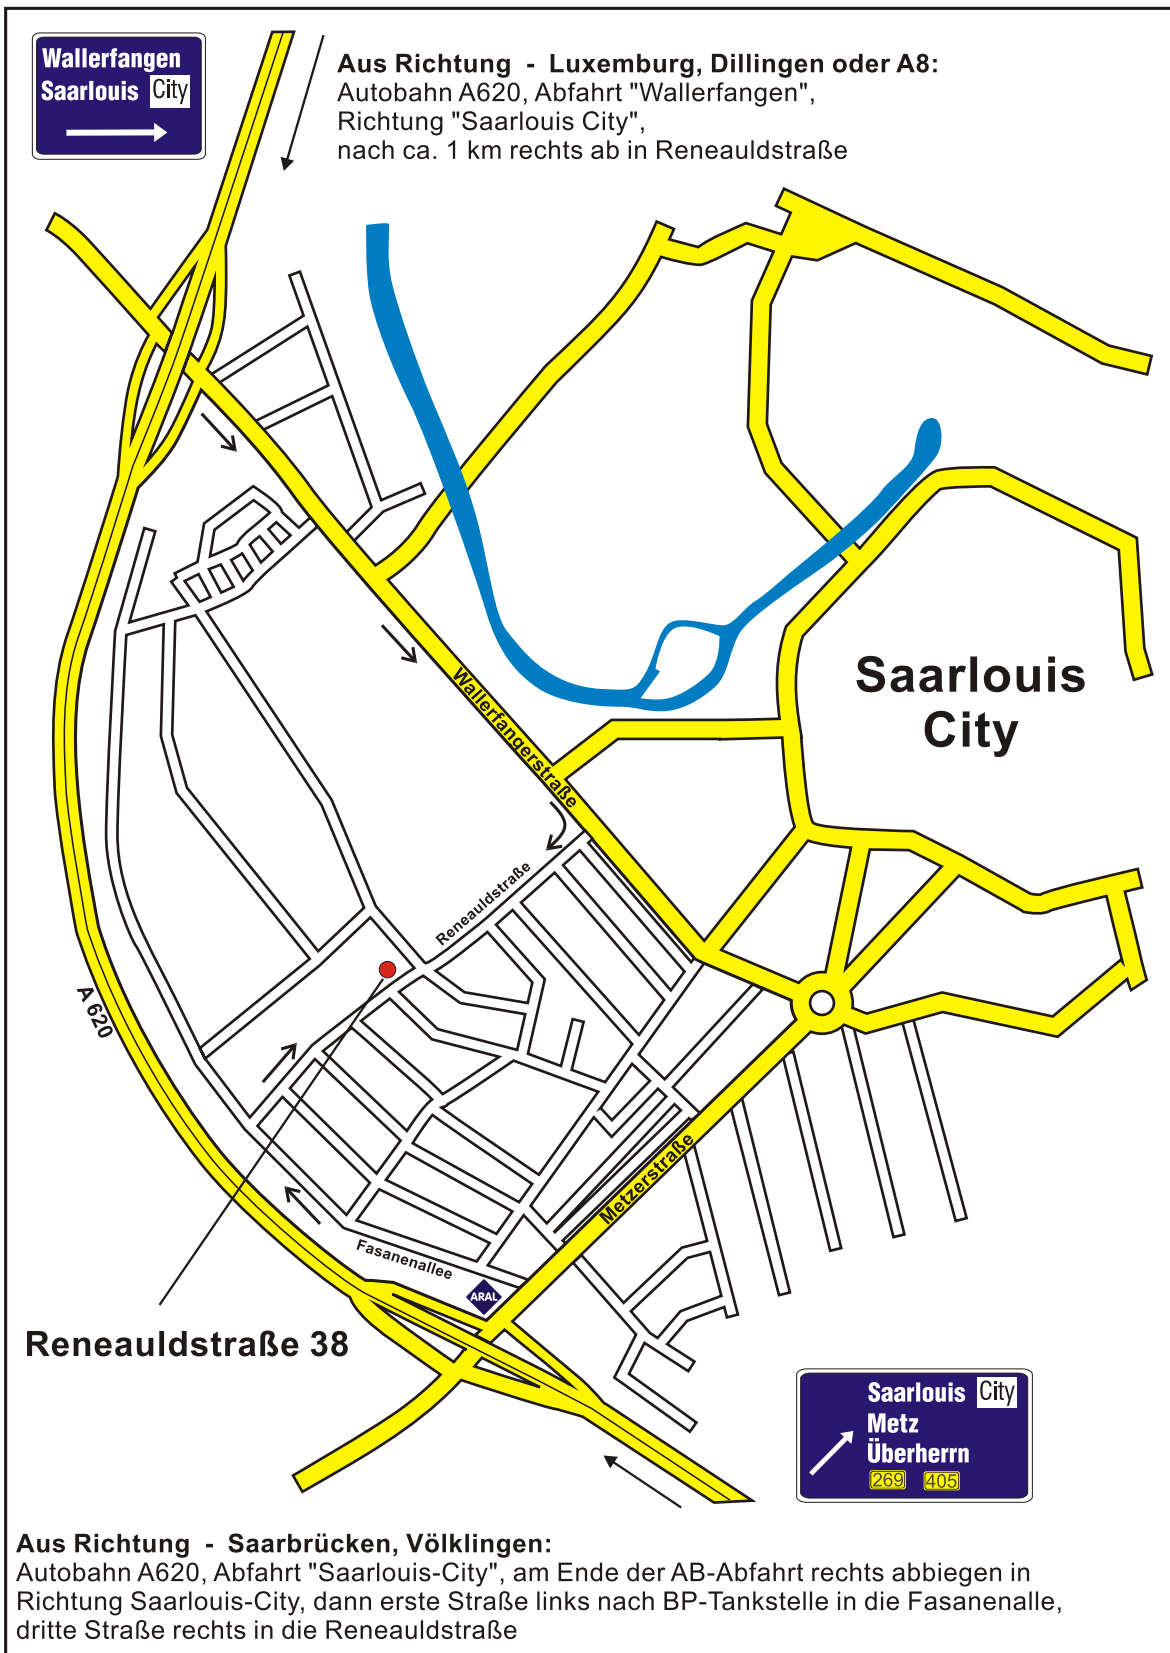 Wallerfangen
Saarlouis City
Aus Richtung - Luxemburg, Dillingen oder A8:
Autobahn A620, Abfahrt "Wallerfangen",
Richtung "Saarlouis City",
nach ca. 1 km rechts ab in Reneauldstraße
Saarlouis
City
Wallerfangerstraße
Reneauldstraße
A 620
Metzerstraße
Fasanenallee
ARAL
Reneauldstraße 38
Saarlouis City
Metz
Überherrn
269 405
Aus Richtung - Saarbrücken, Völklingen:
Autobahn A620, Abfahrt "Saarlouis-City", am Ende der AB-Abfahrt rechts abbiegen in
Richtung Saarlouis-City, dann erste Straße links nach BP-Tankstelle in die Fasanenalle,
dritte Straße rechts in die Reneauldstraße